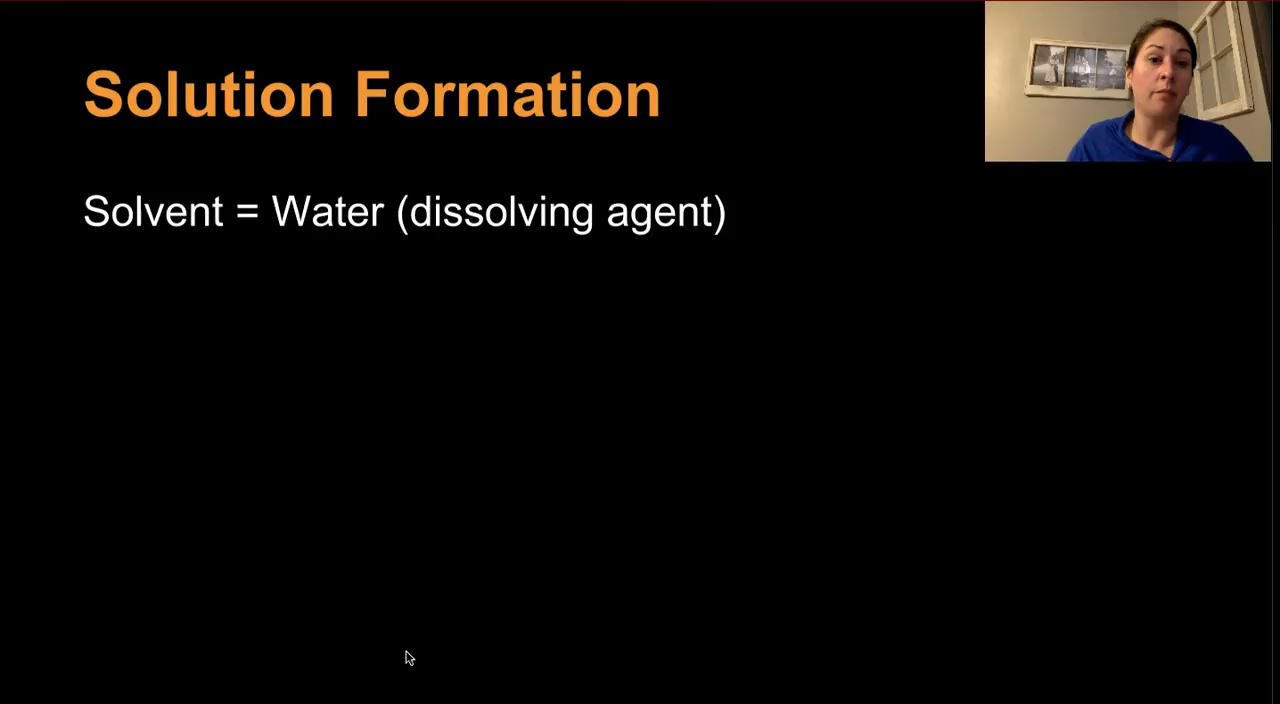 Solution Formation
Solvent = Water (dissolving agent)